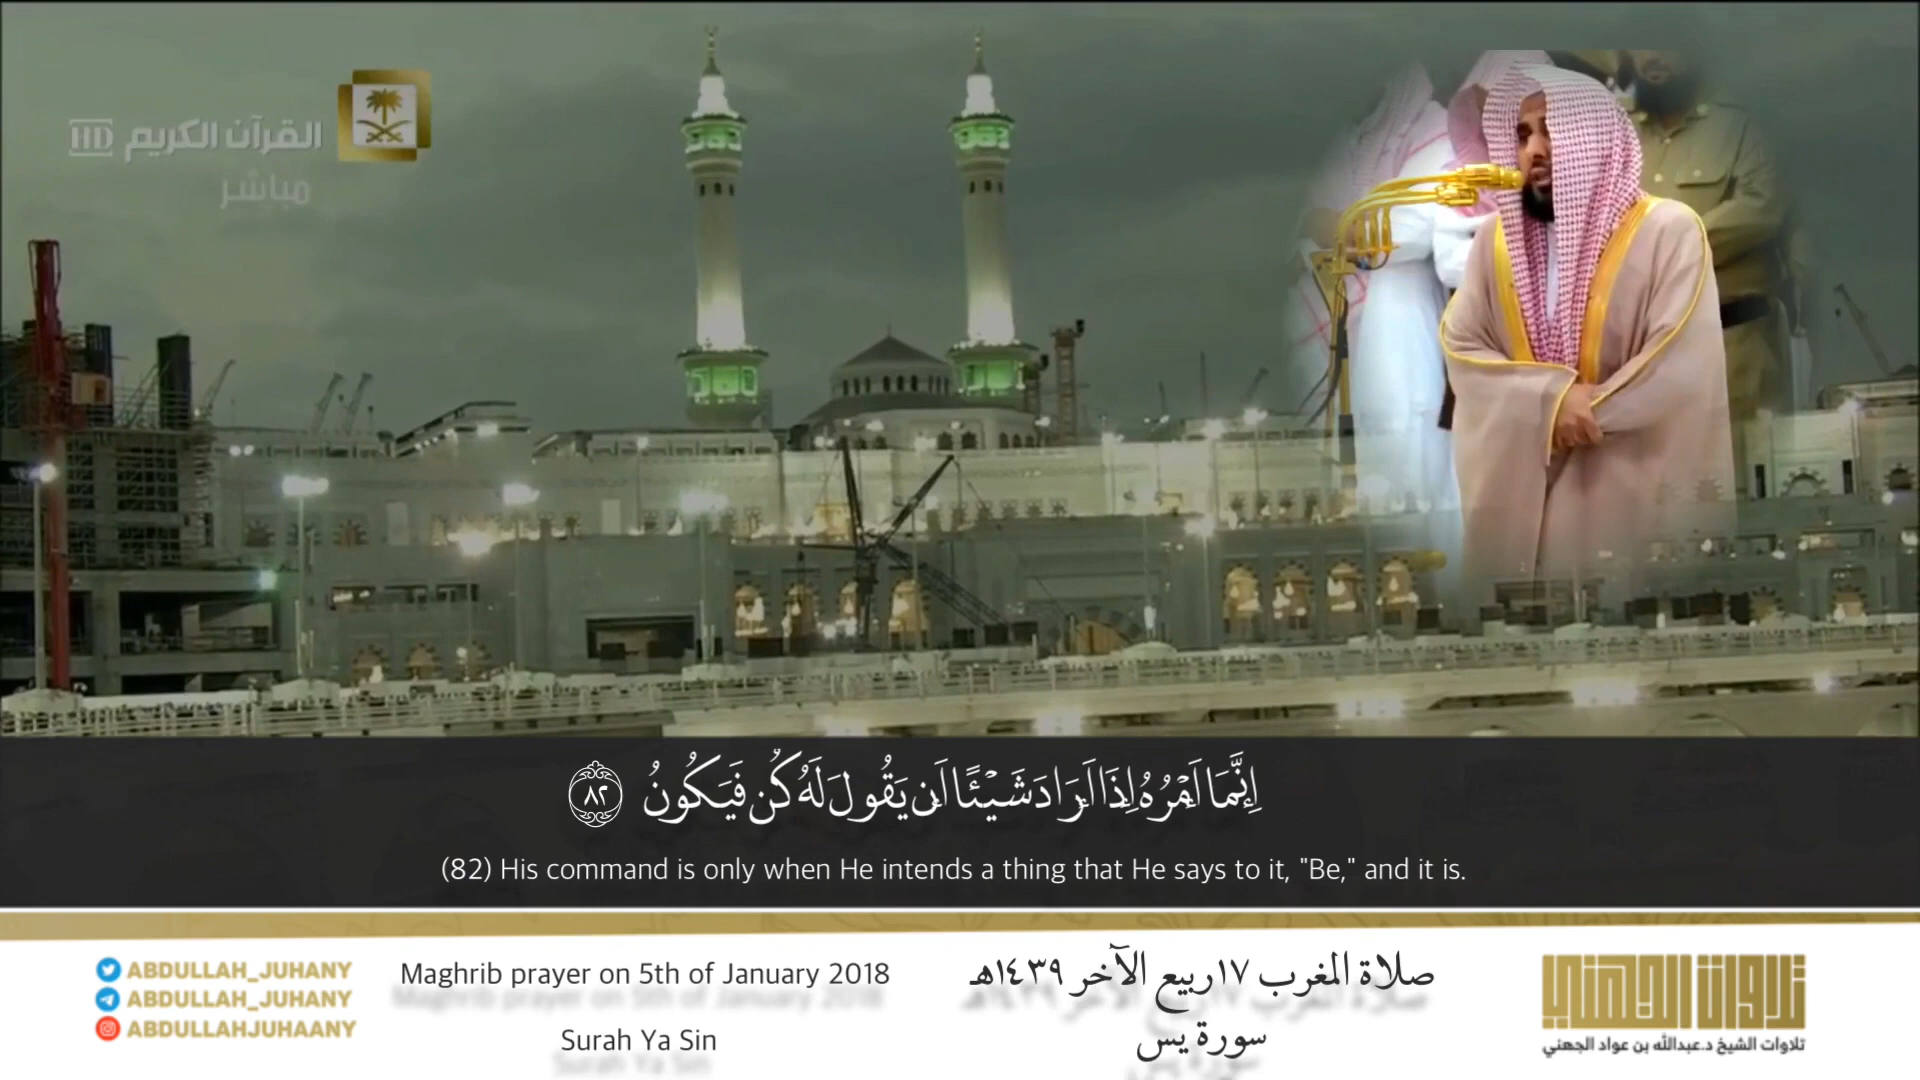 القرآن الكريم HD
مباشر
إِنَّمَا أَمْرُهُ إِذَا أَرَادَ شَيْئًا أَن يَقُولَ لَهُ كُن فَيَكُونُ ٨٢
(82) His command is only when He intends a thing that He says to it, "Be," and it is.
ABDULLAH_JUHANY
ABDULLAH_JUHANY
ABDULLAHJUHAANY
Maghrib prayer on 5th of January 2018
Surah Ya Sin
صلاة المغرب ١٧ربيع الآخر ١٤٣٩هـ
سورة يس
تلاوات الجهني
تلاوات الشيخ د.عبدالله بن عواد الجهني